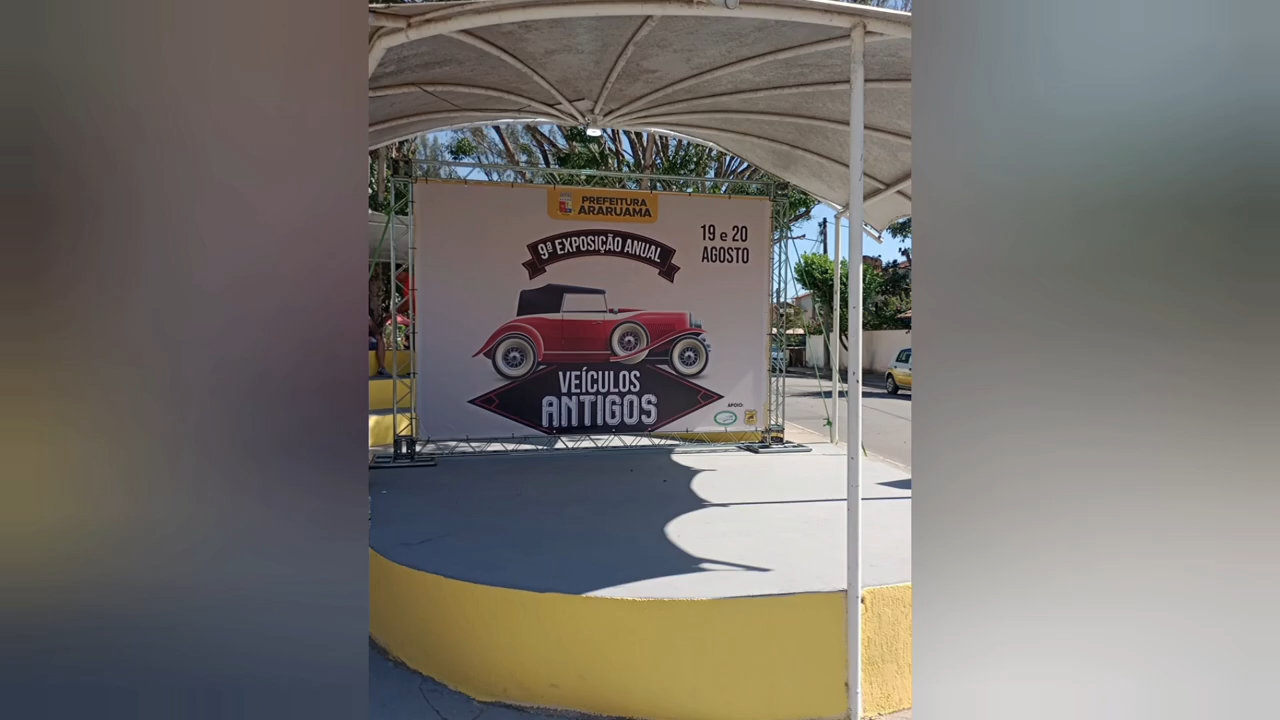 PREFEITURA
ARARUAMA
9ª EXPOSIÇÃO ANUAL
19 e 20
AGOSTO
VEÍCULOS
ANTIGOS
APOIO: